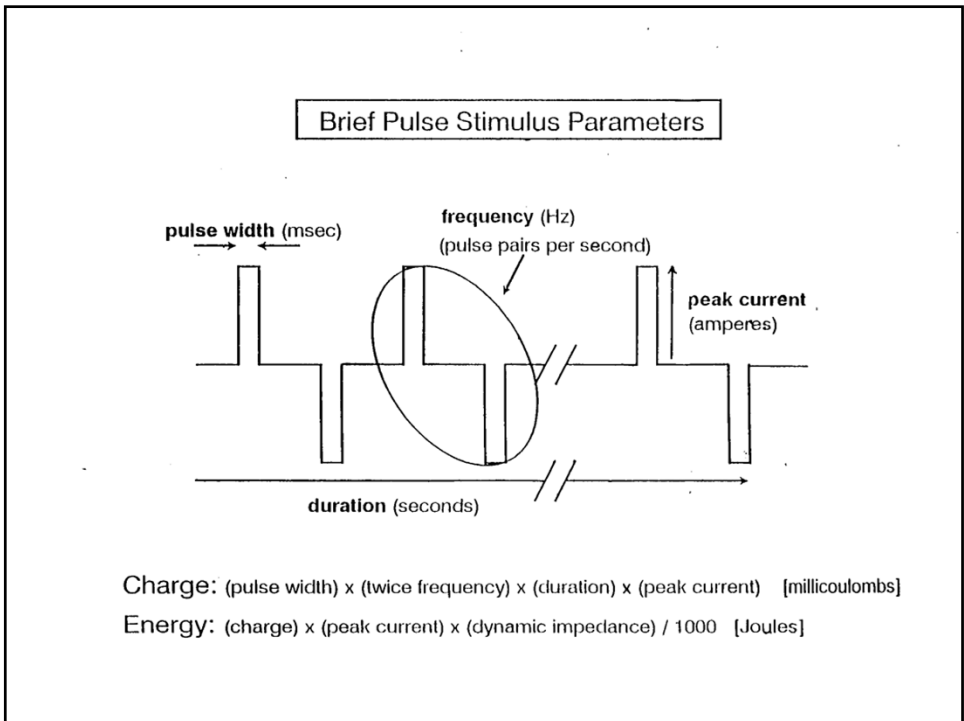 Brief Pulse Stimulus Parameters
pulse width (msec)
frequency (Hz)
(pulse pairs per second)
peak current
(amperes)
duration (seconds)
Charge: (pulse width) x (twice frequency) x (duration) x (peak current) [millicoulombs]
Energy: (charge) x (peak current) x (dynamic impedance) / 1000 [Joules]